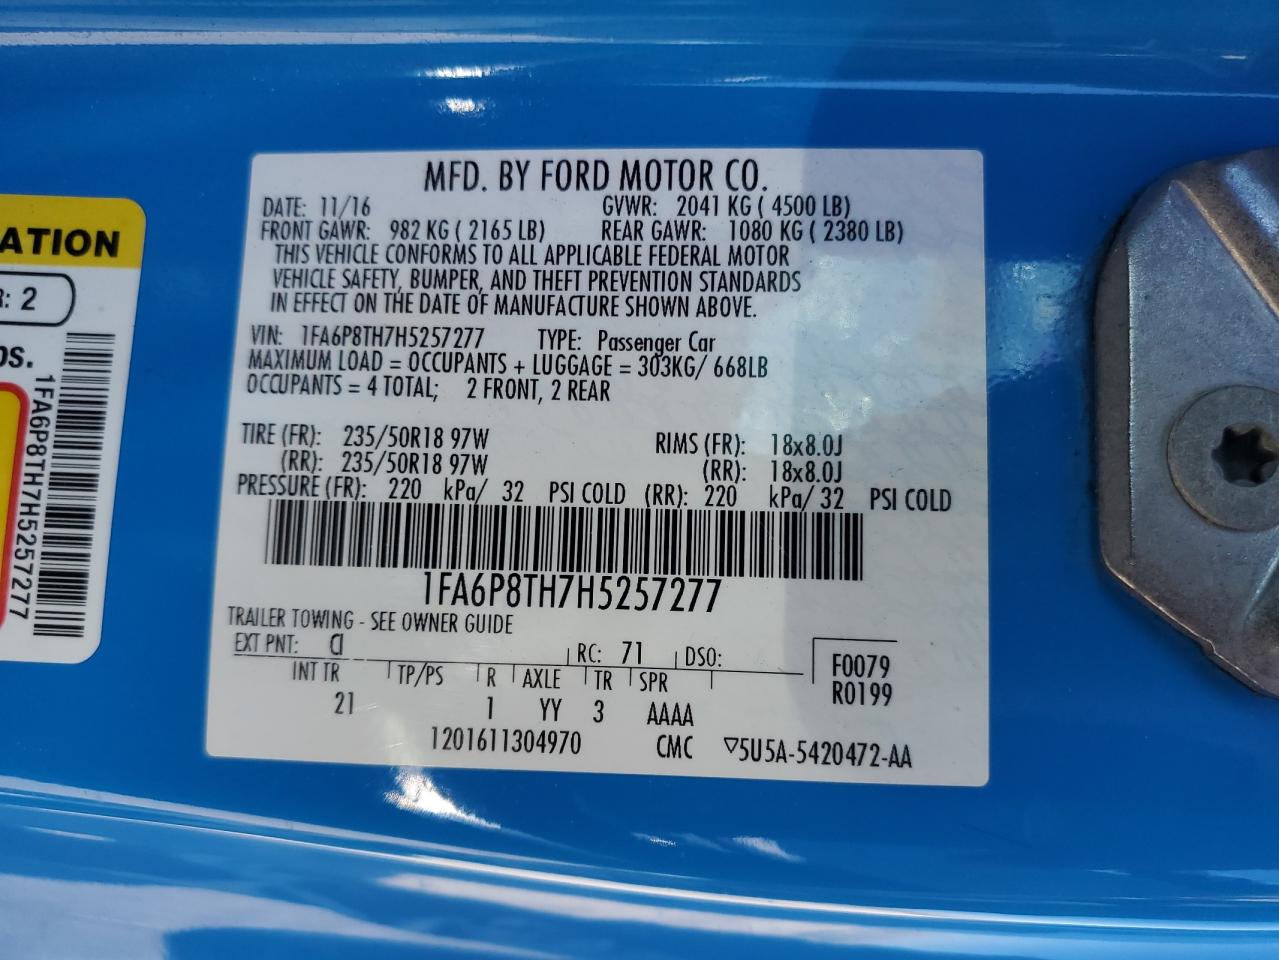 MFD. BY FORD MOTOR CO.
DATE: 11/16 GVWR: 2041 KG ( 4500 LB)
FRONT GAWR: 982 KG ( 2165 LB) REAR GAWR: 1080 KG ( 2380 LB)
THIS VEHICLE CONFORMS TO ALL APPLICABLE FEDERAL MOTOR
VEHICLE SAFETY, BUMPER, AND THEFT PREVENTION STANDARDS
IN EFFECT ON THE DATE OF MANUFACTURE SHOWN ABOVE.
VIN: 1FA6P8TH7H5257277 TYPE: Passenger Car
MAXIMUM LOAD = OCCUPANTS + LUGGAGE = 303KG/ 668LB
OCCUPANTS = 4 TOTAL; 2 FRONT, 2 REAR
TIRE (FR): 235/50R18 97W RIMS (FR): 18x8.0J
(RR): 235/50R18 97W (RR): 18x8.0J
PRESSURE (FR): 220 kPa/ 32 PSI COLD (RR): 220 kPa/ 32 PSI COLD
1FA6P8TH7H5257277
TRAILER TOWING - SEE OWNER GUIDE
EXT PNT: CI RC: 71 DSO:
INT TR TP/PS R AXLE TR SPR
F0079
R0199
21 1 YY 3 AAAA
1201611304970 CMC ▽5U5A-5420472-AA
ATION
R: 2
DS.
1FA6P8TH7H5257277